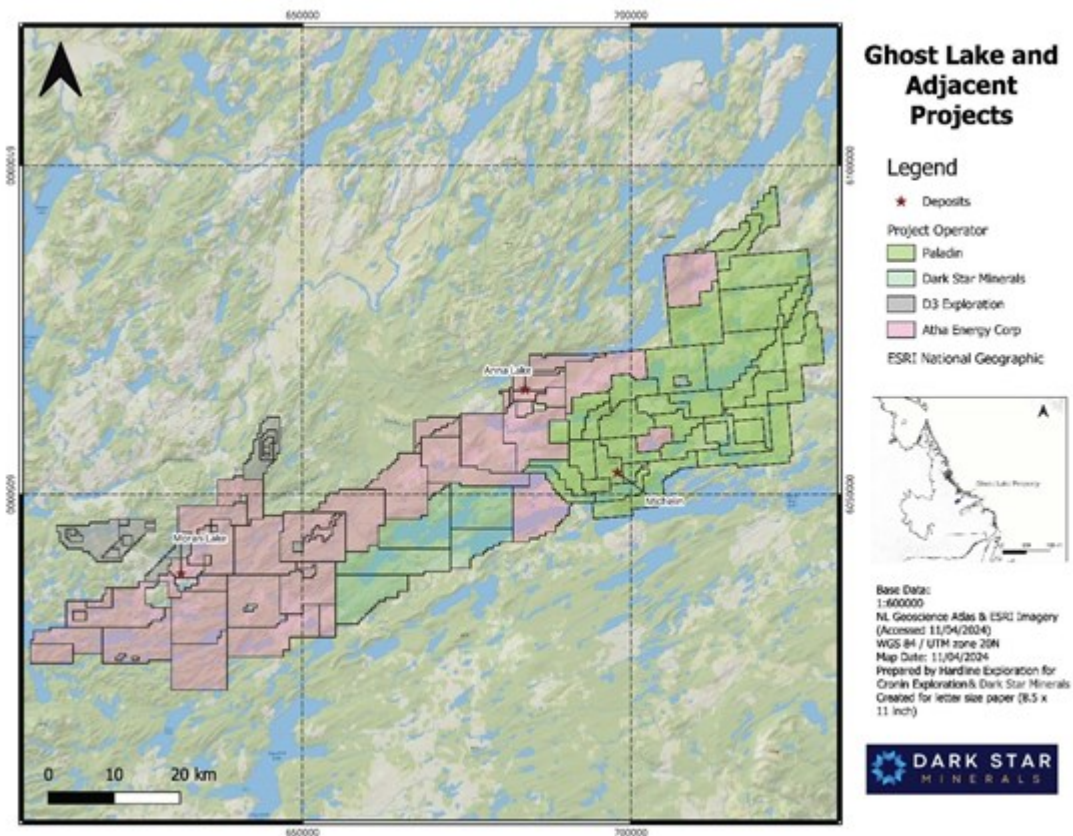 650000
700000
Ghost Lake and
Adjacent
Projects
6100000
6100000
Legend
Deposits
Project Operator
Paladin
Dark Star Minerals
D3 Exploration
Atha Energy Corp
ESRI National Geographic
Anna Lake
Michelin
Moran Lake
6050000
6050000
Ghost Lake Property
Base Data:
1:600000
NL Geoscience Atlas & ESRI Imagery
(Accessed 11/04/2024)
WGS 84 / UTM zone 20N
Map Date: 11/04/2024
Prepared by Hardline Exploration for
Cronin Exploration & Dark Star Minerals
Created for letter size paper (8.5 x
11 inch)
0 10 20 km
650000
700000
DARK STAR
MINERALS